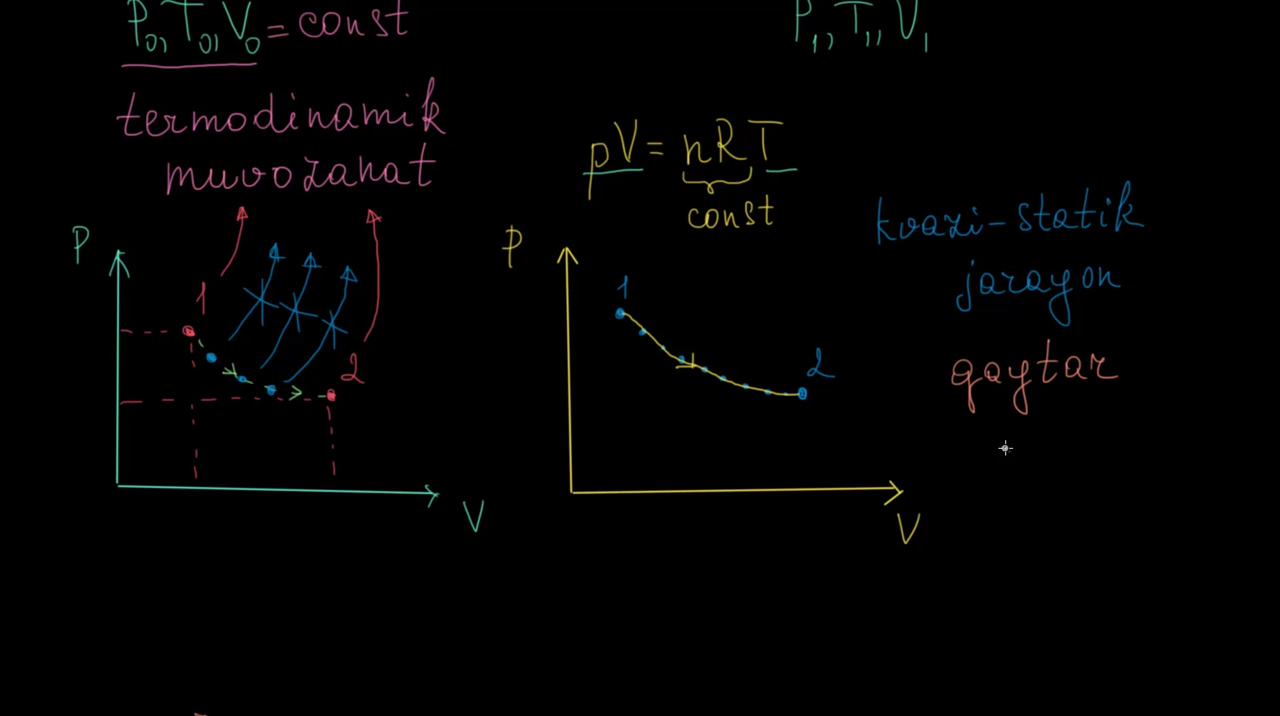 P₀, T₀, V₀ = const
P₁, T₁, V₁
termodinamik
muvozanat
pV = nRT
const
kvazi-statik
jarayon
qaytar
P
1
2
V
P
1
2
V